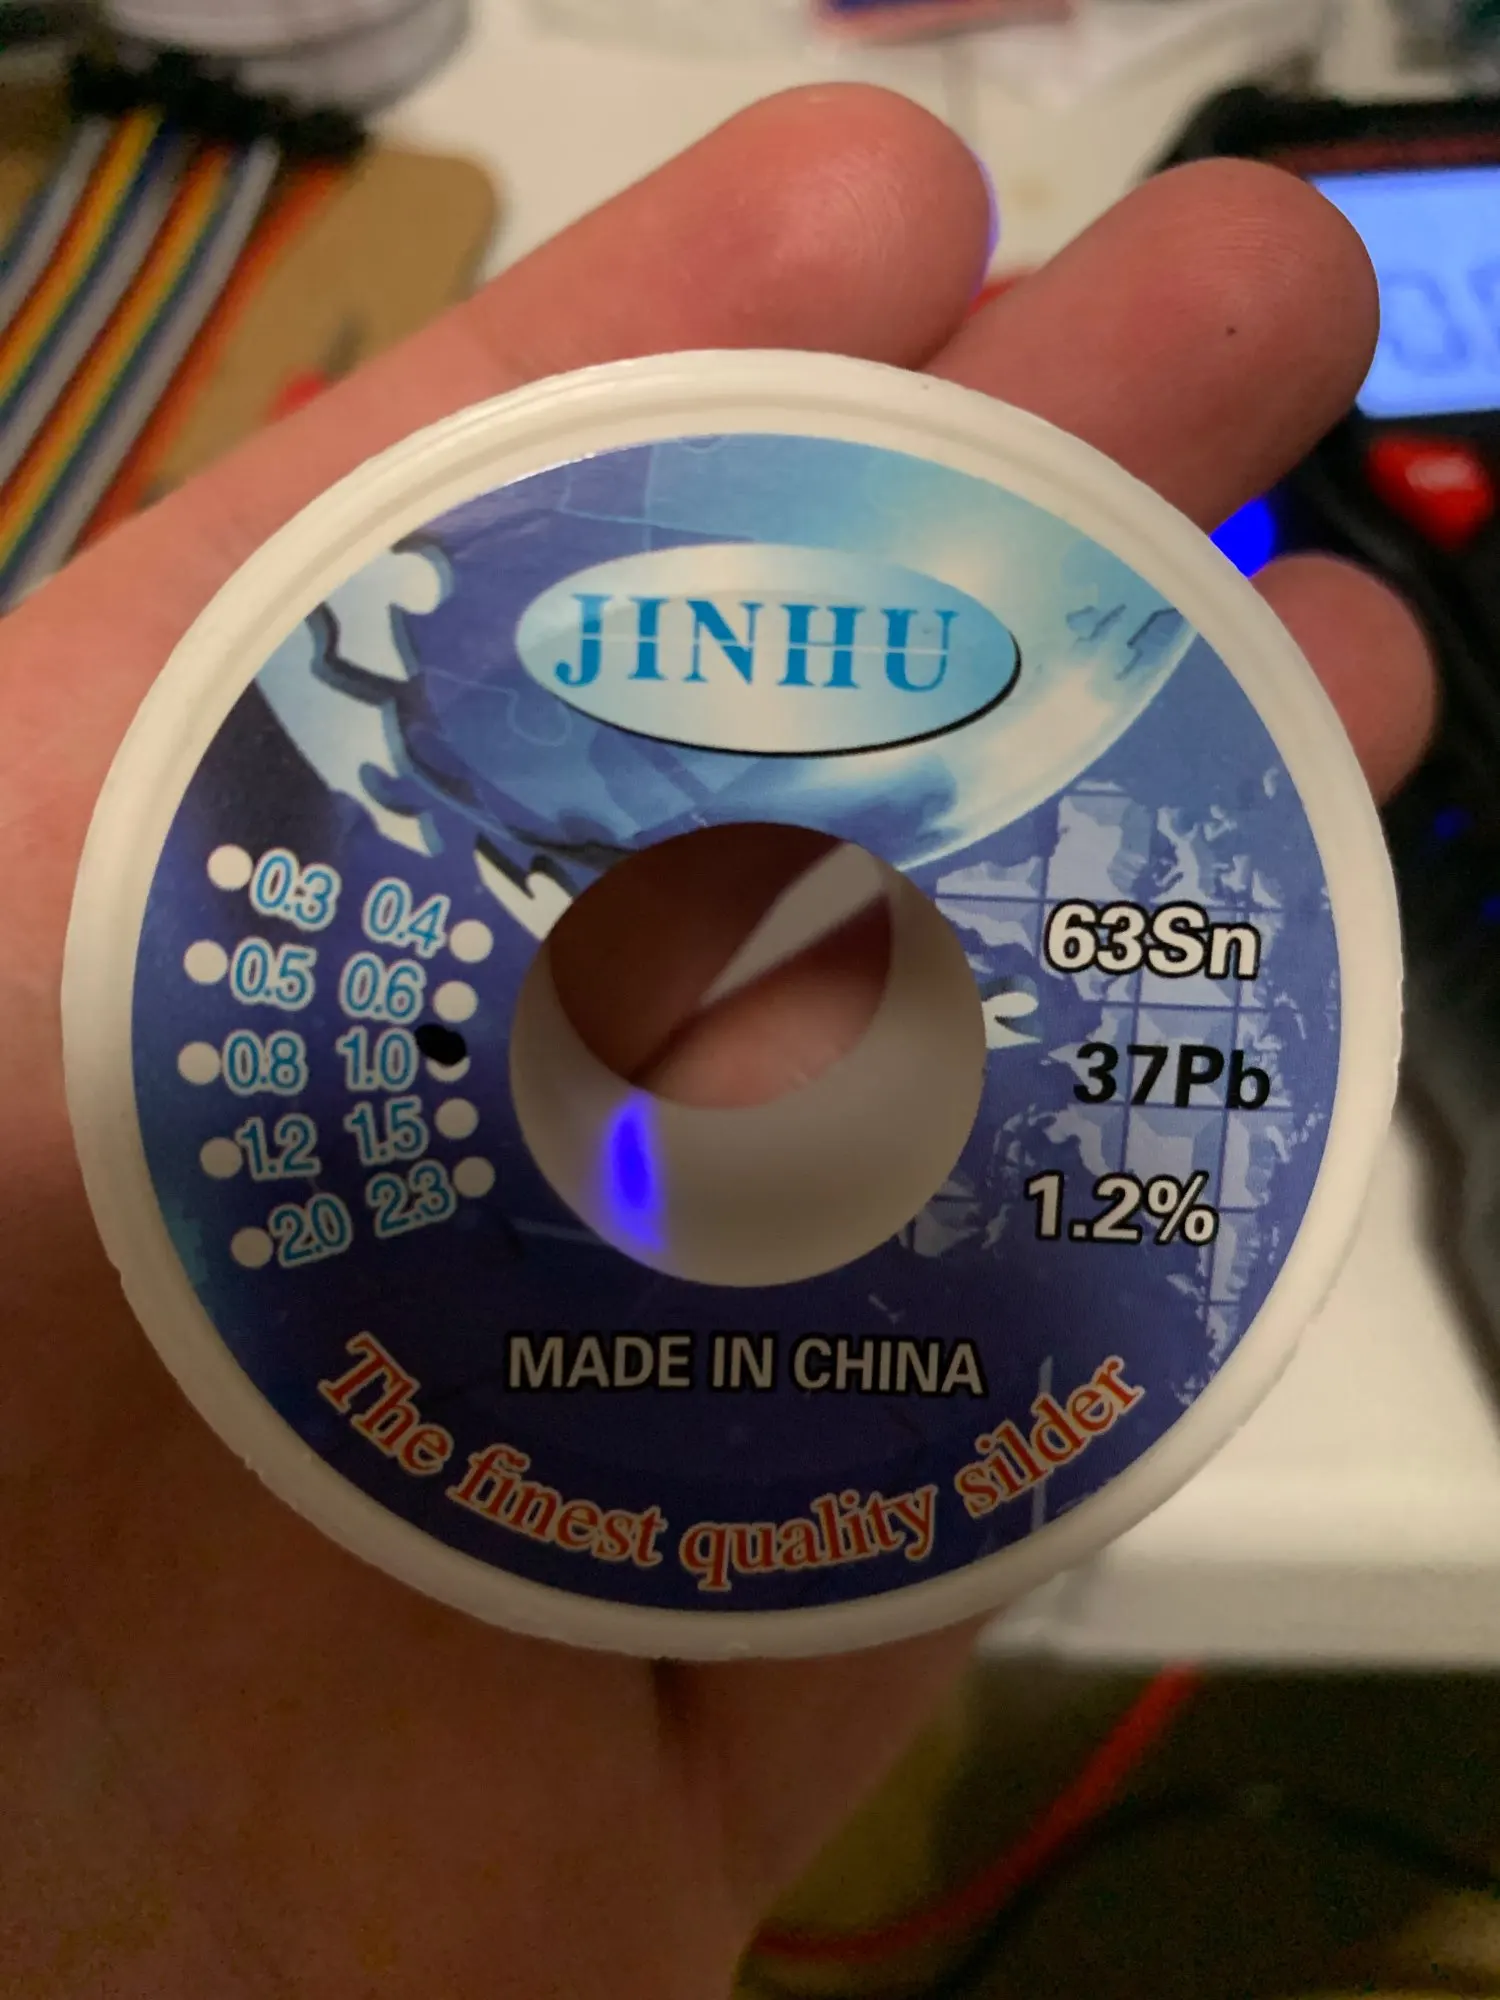 JINHU
0.3 0.4
0.5 0.6
0.8 1.0
1.2 1.5
2.0 2.3
63Sn
37Pb
1.2%
MADE IN CHINA
The finest quality silder